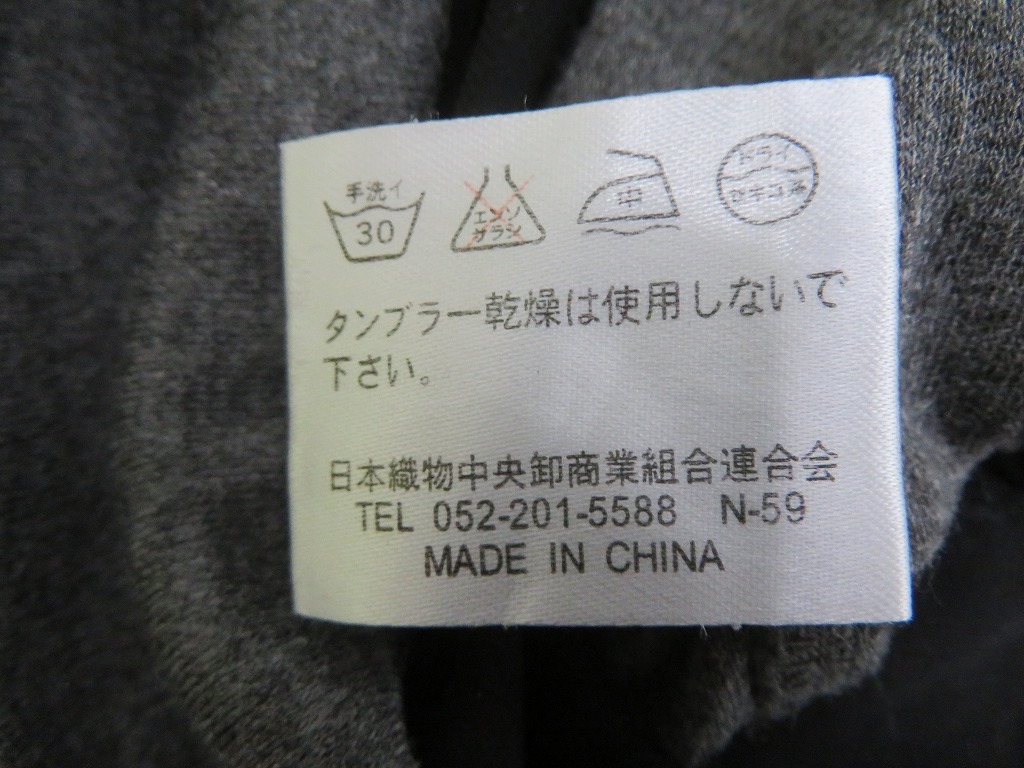 手洗イ
30
エンソ
サラシ
中
ドライ
セキユ系
タンブラー乾燥は使用しないで
下さい。
日本織物中央卸商業組合連合会
TEL 052-201-5588 N-59
MADE IN CHINA